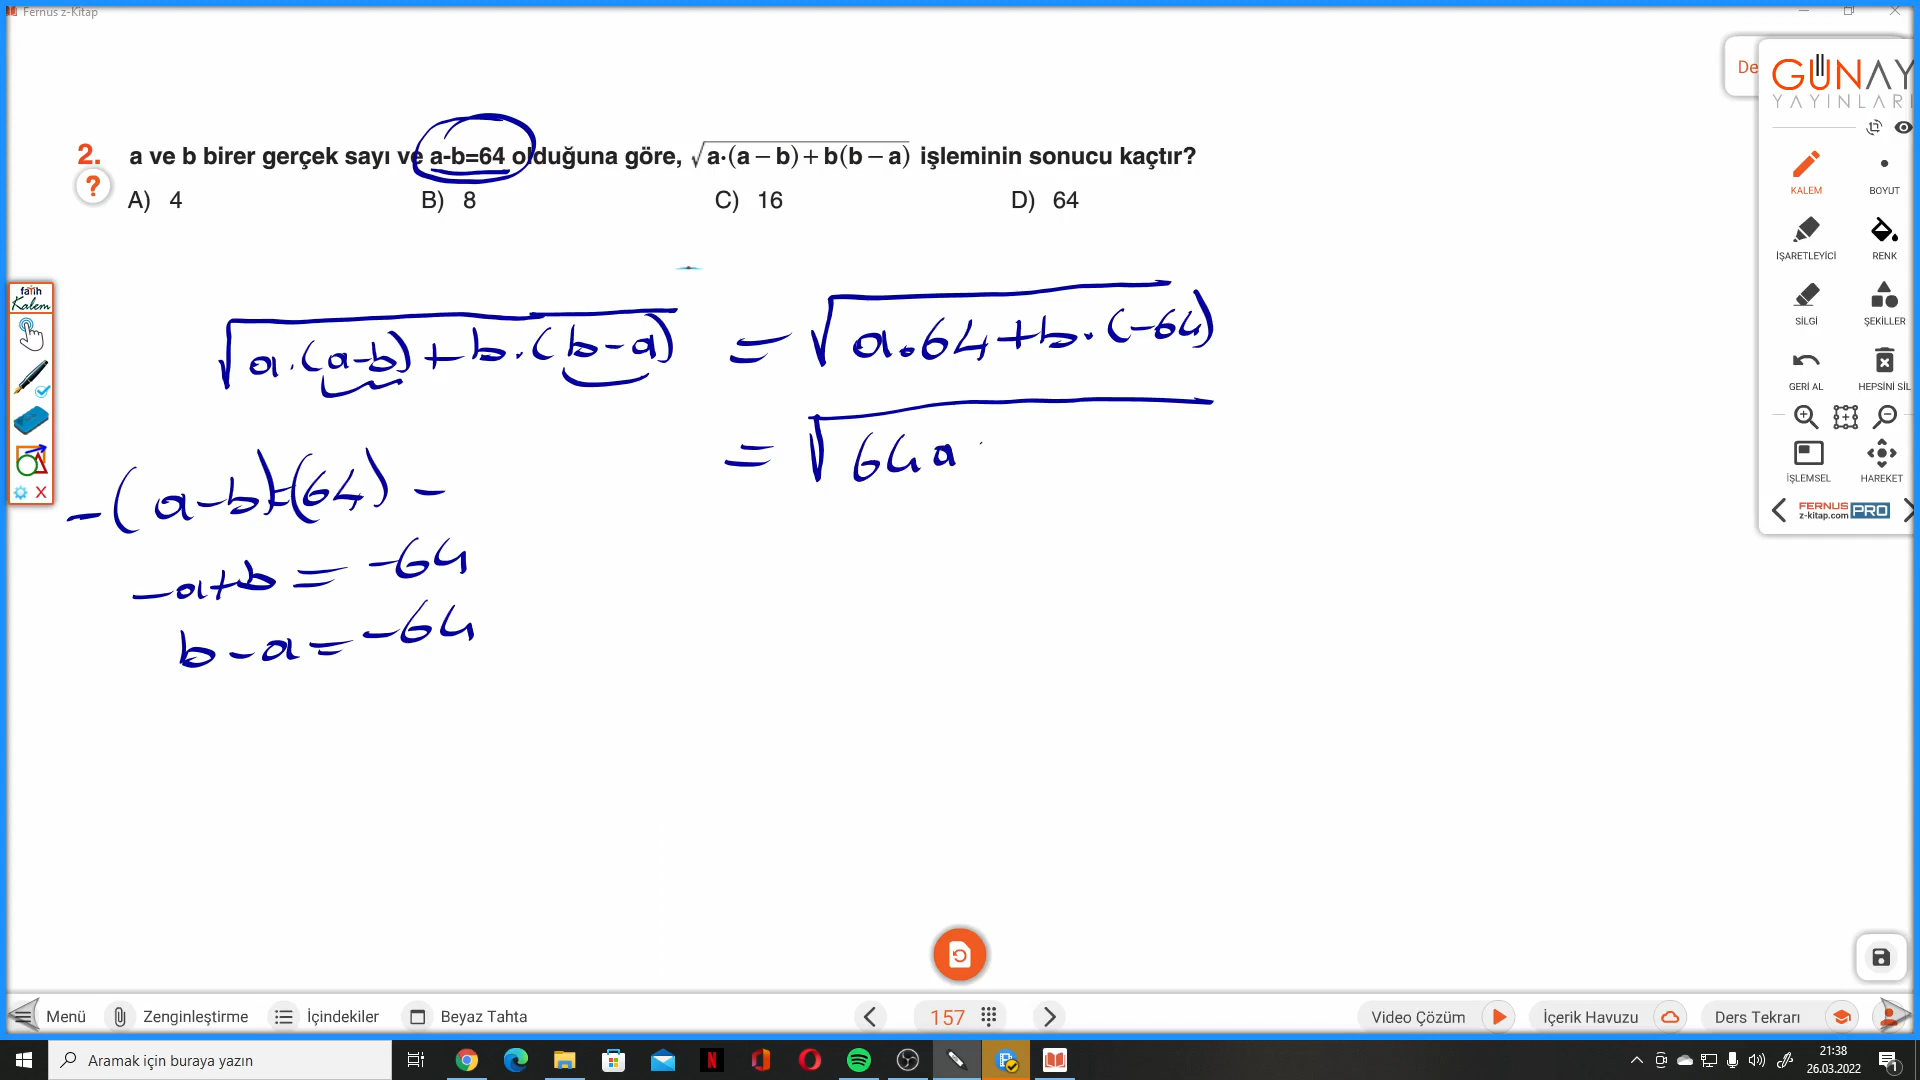 Fernus z-Kitap
De
GÜNAY
YAYINLARI
2. a ve b birer gerçek sayı ve a-b=64 olduğuna göre, √a·(a − b) + b(b − a) işleminin sonucu kaçtır?
?
A) 4 B) 8 C) 16 D) 64
KALEM BOYUT
İŞARETLEYİCİ RENK
SİLGİ ŞEKİLLER
GERİ AL HEPSİNİ SİL
İŞLEMSEL HAREKET
FERNUS
z-kitap.com PRO
fatih
Kalem
√a.(a-b)+b.(b-a) = √a.64+b.(-64)
= √64a
-(a-b)=(64) -
-a+b = -64
b-a=-64
Menü Zenginleştirme İçindekiler Beyaz Tahta 157 Video Çözüm İçerik Havuzu Ders Tekrarı
Aramak için buraya yazın
21:38
26.03.2022
1